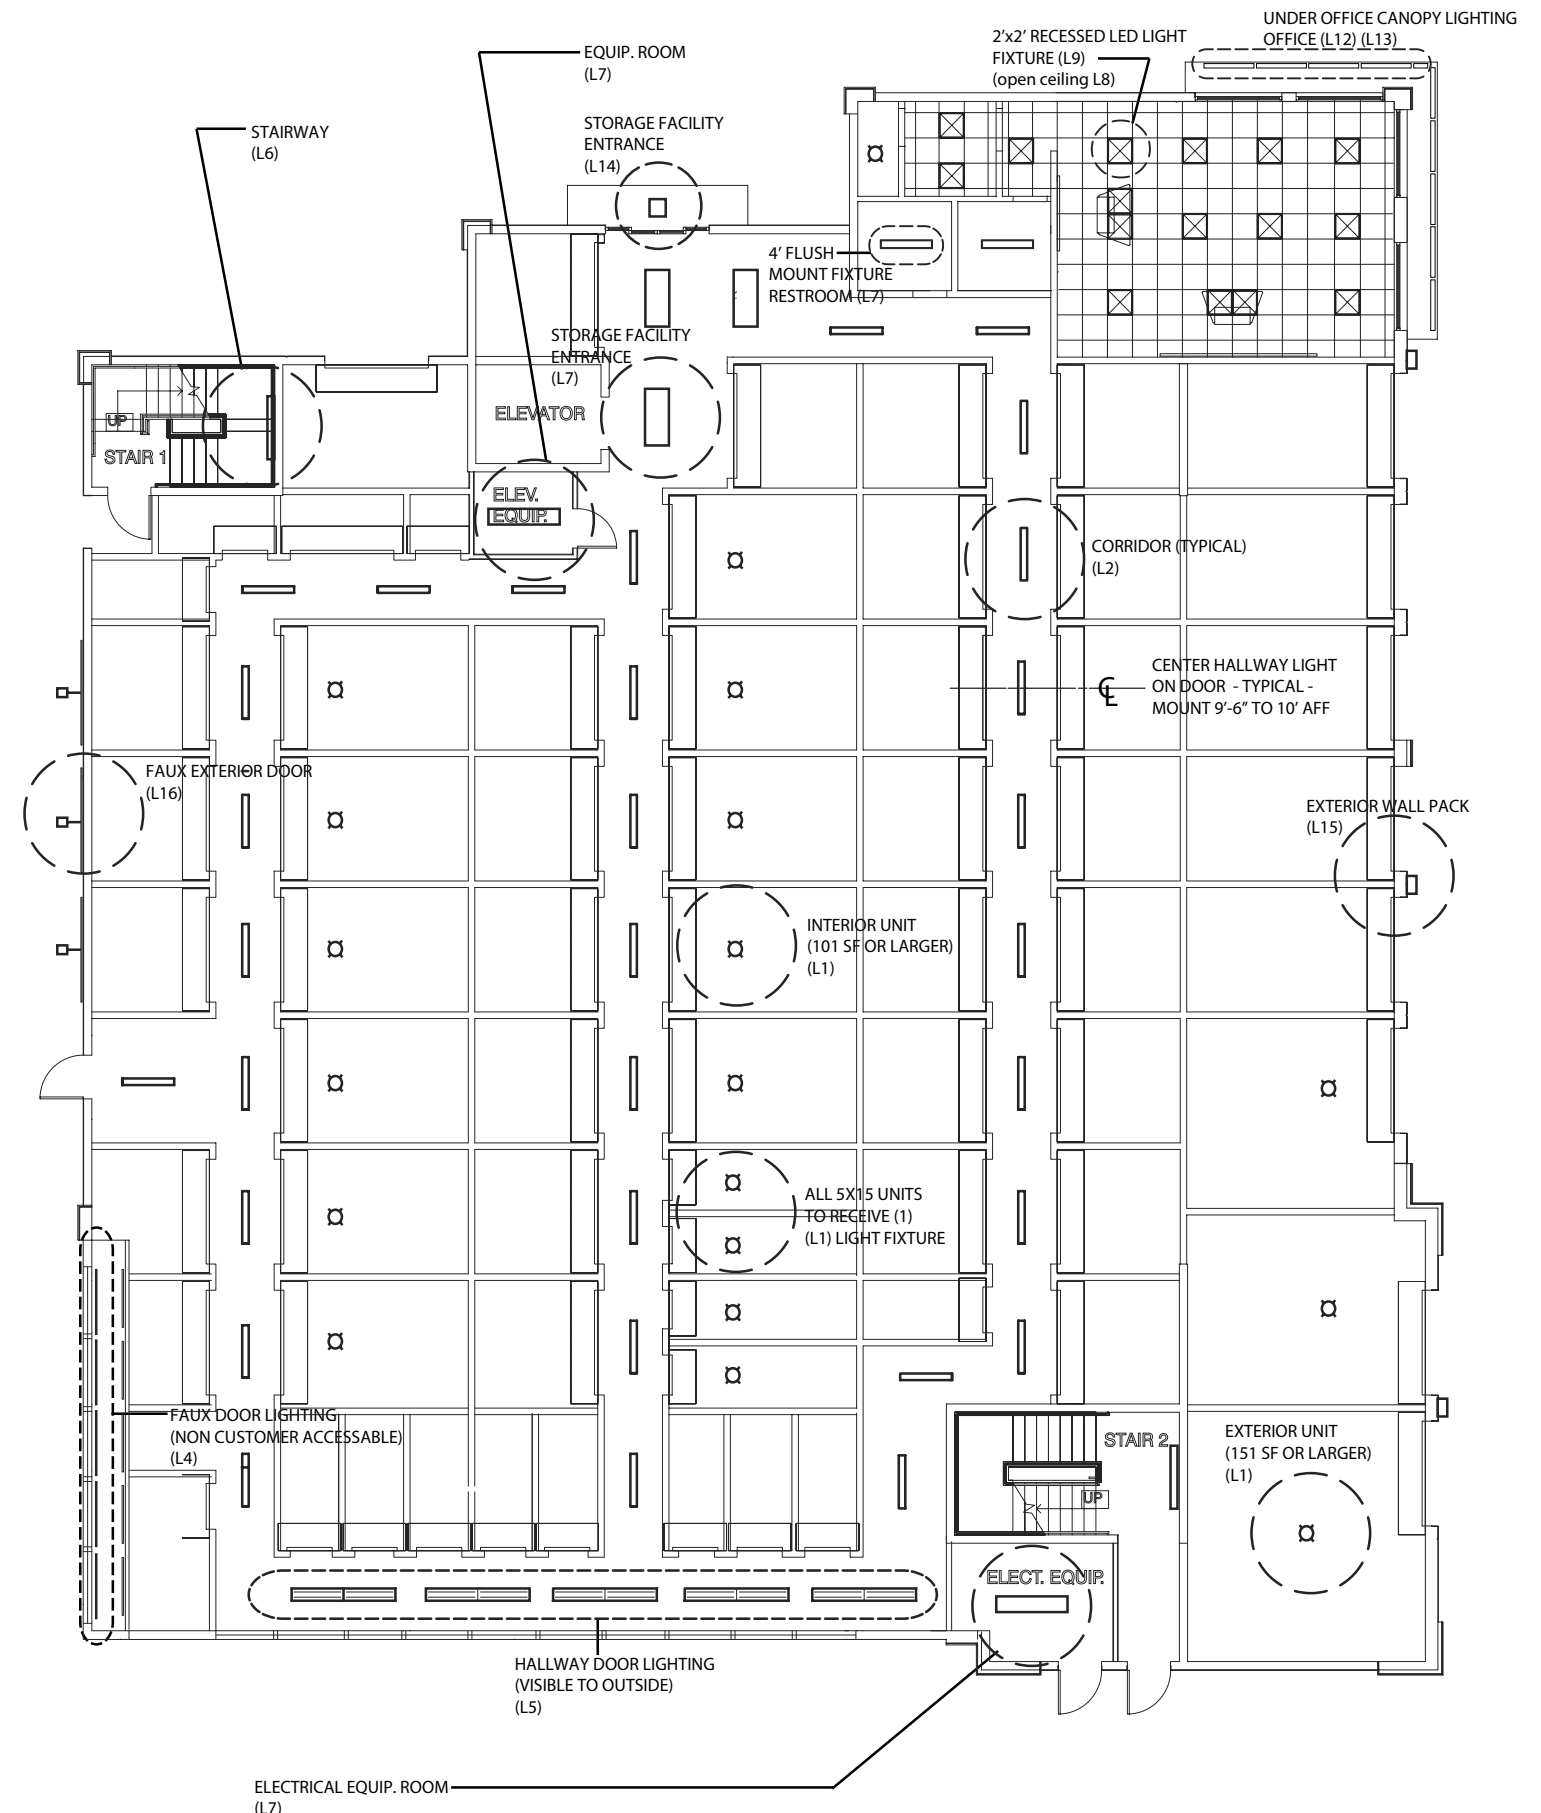 UNDER OFFICE CANOPY LIGHTING
OFFICE (L12) (L13)
2’x2’ RECESSED LED LIGHT
FIXTURE (L9)
(open ceiling L8)
EQUIP. ROOM
(L7)
STAIRWAY
(L6)
STORAGE FACILITY
ENTRANCE
(L14)
4’ FLUSH
MOUNT FIXTURE
RESTROOM (L7)
STORAGE FACILITY
ENTRANCE
(L7)
ELEVATOR
UP
STAIR 1
ELEV.
EQUIP.
CORRIDOR (TYPICAL)
(L2)
CENTER HALLWAY LIGHT
ON DOOR - TYPICAL -
MOUNT 9’-6” TO 10’ AFF
CL
FAUX EXTERIOR DOOR
(L16)
EXTERIOR WALL PACK
(L15)
INTERIOR UNIT
(101 SF OR LARGER)
(L1)
ALL 5X15 UNITS
TO RECEIVE (1)
(L1) LIGHT FIXTURE
FAUX DOOR LIGHTING
(NON CUSTOMER ACCESSABLE)
(L4)
STAIR 2
UP
EXTERIOR UNIT
(151 SF OR LARGER)
(L1)
ELECT. EQUIP.
HALLWAY DOOR LIGHTING
(VISIBLE TO OUTSIDE)
(L5)
ELECTRICAL EQUIP. ROOM
(L7)